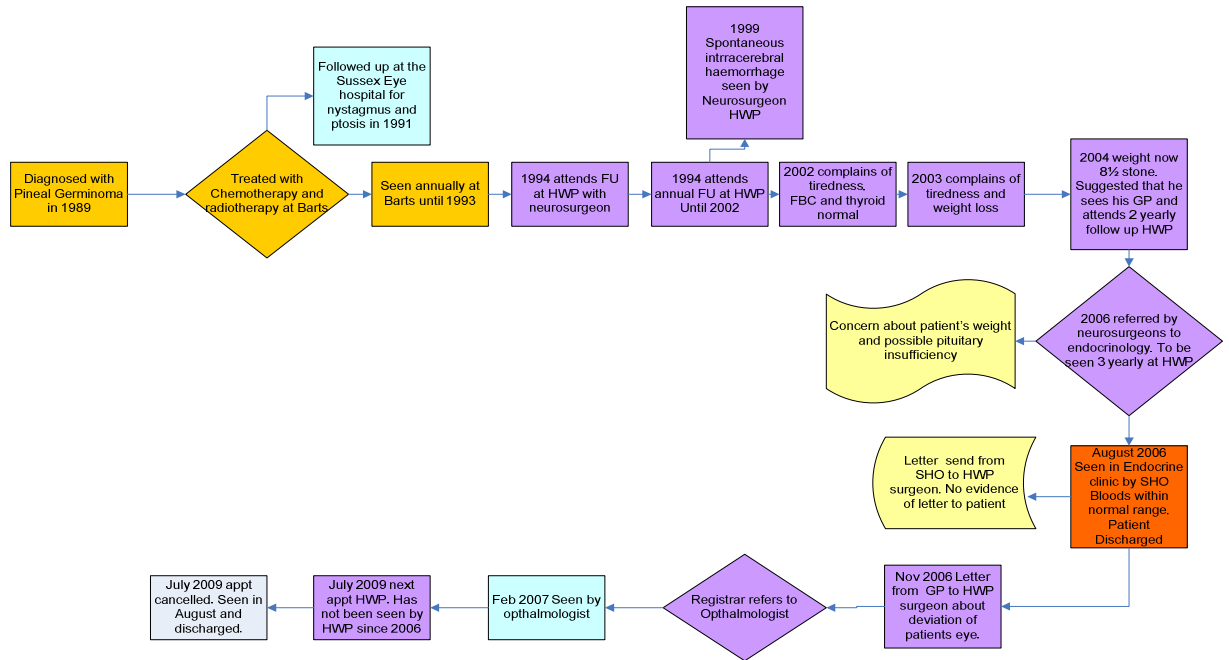 Diagnosed with
Pineal Germinoma
in 1989
Treated with
Chemotherapy and
radiotherapy at Barts
Followed up at the
Sussex Eye
hospital for
nystagmus and
ptosis in 1991
Seen annually at
Barts until 1993
1994 attends FU
at HWP with
neurosurgeon
1994 attends
annual FU at HWP
Until 2002
1999
Spontaneous
intrracerebral
haemorrhage
seen by
Neurosurgeon
HWP
2002 complains of
tiredness,
FBC and thyroid
normal
2003 complains of
tiredness and
weight loss
2004 weight now
8½ stone.
Suggested that he
sees his GP and
attends 2 yearly
follow up HWP
2006 referred by
neurosurgeons to
endocrinology. To be
seen 3 yearly at HWP
Concern about patient's weight
and possible pituitary
insufficiency
August 2006
Seen in Endocrine
clinic by SHO
Bloods within
normal range.
Patient
Discharged
Letter send from
SHO to HWP
surgeon. No evidence
of letter to patient
Nov 2006 Letter
from GP to HWP
surgeon about
deviation of
patients eye.
Registrar refers to
Opthalmologist
Feb 2007 Seen by
opthalmologist
July 2009 next
appt HWP. Has
not been seen by
HWP since 2006
July 2009 appt
cancelled. Seen in
August and
discharged.